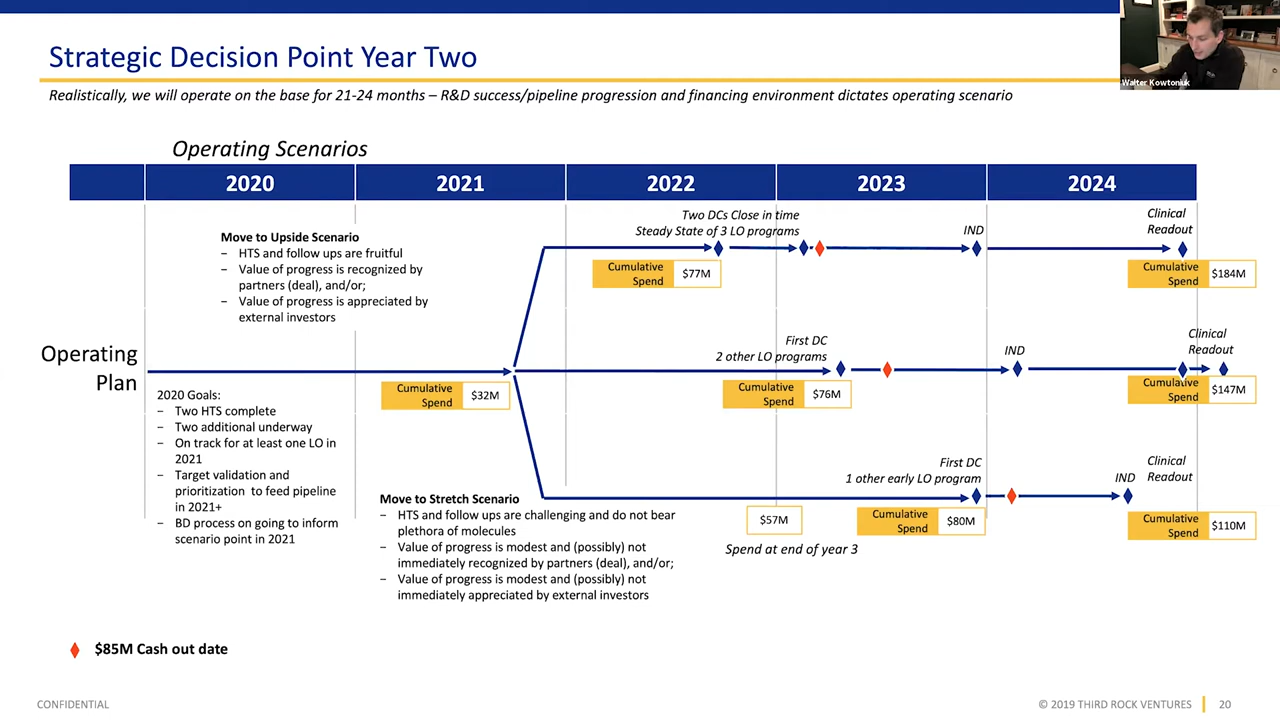 Strategic Decision Point Year Two
Walter Kowtoniuk
Realistically, we will operate on the base for 21-24 months – R&D success/pipeline progression and financing environment dictates operating scenario
Operating Scenarios
2020 2021 2022 2023 2024
Move to Upside Scenario
– HTS and follow ups are fruitful
– Value of progress is recognized by
partners (deal), and/or;
– Value of progress is appreciated by
external investors
Two DCs Close in time
Steady State of 3 LO programs
IND
Clinical
Readout
Cumulative
Spend
$77M
Cumulative
Spend
$184M
Operating
Plan
First DC
2 other LO programs
IND
Clinical
Readout
Cumulative
Spend
$32M
Cumulative
Spend
$76M
Cumulative
Spend
$147M
2020 Goals:
– Two HTS complete
– Two additional underway
– On track for at least one LO in
2021
– Target validation and
prioritization to feed pipeline
in 2021+
– BD process on going to inform
scenario point in 2021
Move to Stretch Scenario
– HTS and follow ups are challenging and do not bear
plethora of molecules
– Value of progress is modest and (possibly) not
immediately recognized by partners (deal), and/or;
– Value of progress is modest and (possibly) not
immediately appreciated by external investors
First DC
1 other early LO program
IND
Clinical
Readout
$57M
Spend at end of year 3
Cumulative
Spend
$80M
Cumulative
Spend
$110M
$85M Cash out date
CONFIDENTIAL
© 2019 THIRD ROCK VENTURES 20